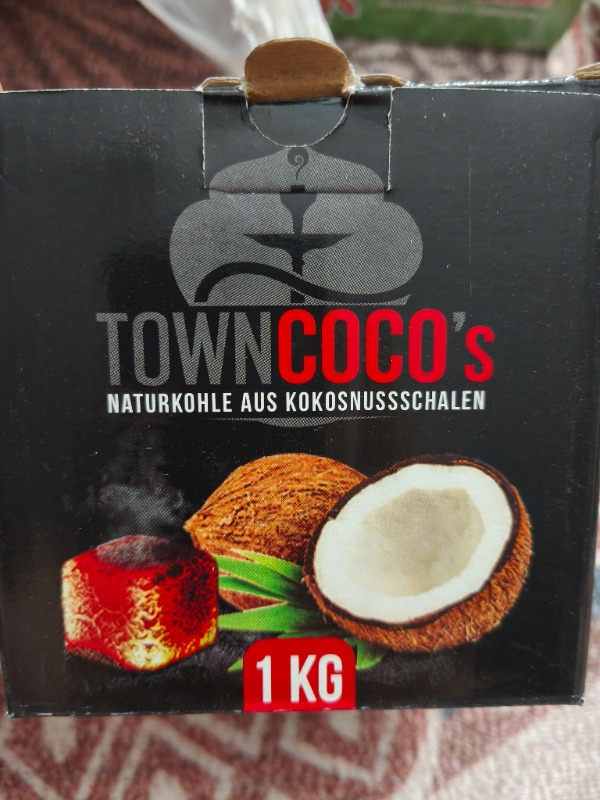 TOWNCOCO's
NATURKOHLE AUS KOKOSNUSSSCHALEN
1 KG